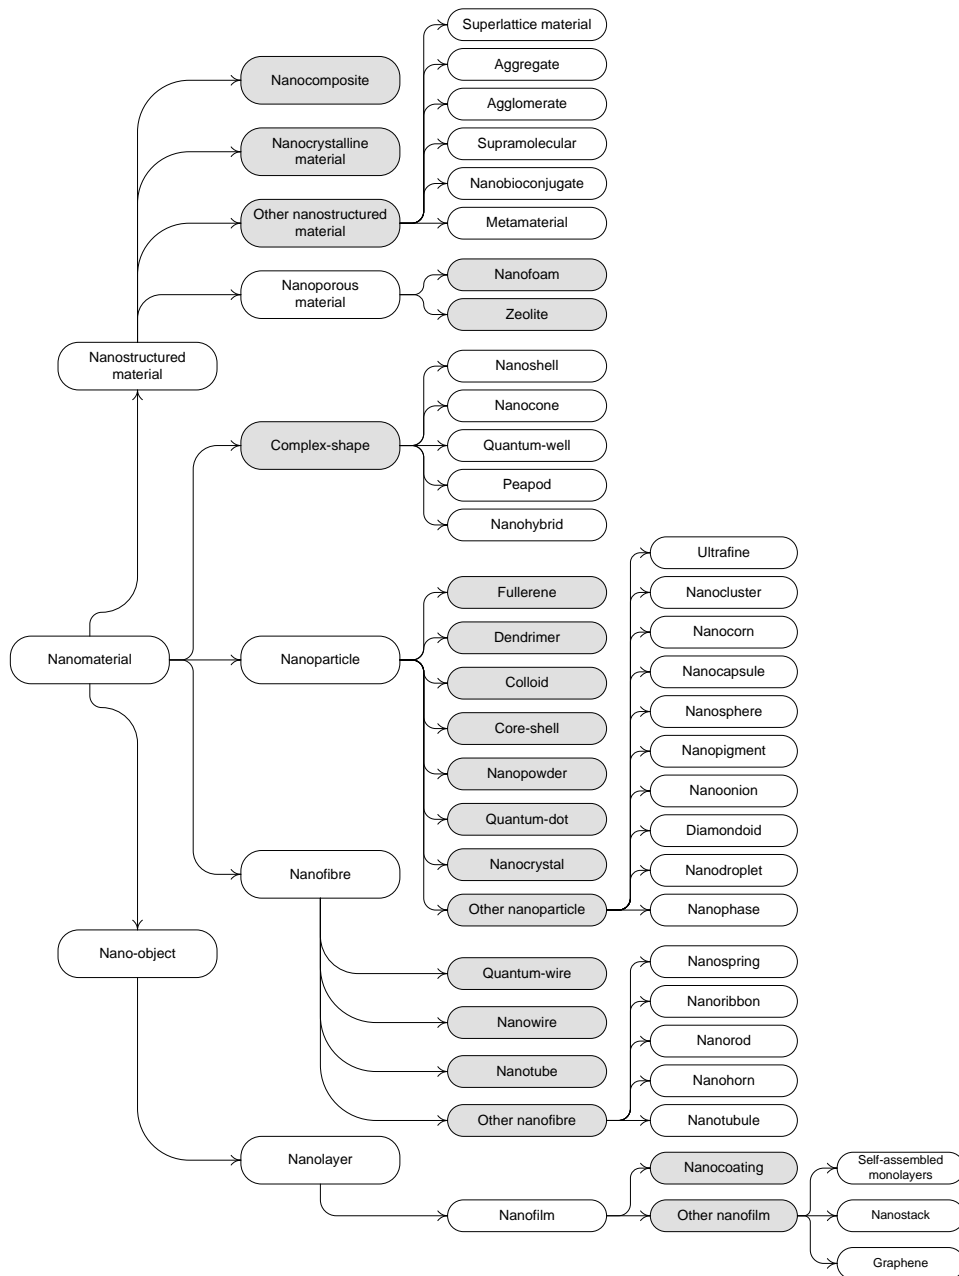 Superlattice material
Aggregate
Agglomerate
Supramolecular
Nanobioconjugate
Metamaterial
Nanocomposite
Nanocrystalline
material
Other nanostructured
material
Nanoporous
material
Nanofoam
Zeolite
Nanostructured
material
Nanoshell
Nanocone
Quantum-well
Peapod
Nanohybrid
Complex-shape
Nanomaterial
Nanoparticle
Fullerene
Dendrimer
Colloid
Core-shell
Nanopowder
Quantum-dot
Nanocrystal
Other nanoparticle
Ultrafine
Nanocluster
Nanocorn
Nanocapsule
Nanosphere
Nanopigment
Nanoonion
Diamondoid
Nanodroplet
Nanophase
Nanofibre
Nano-object
Quantum-wire
Nanowire
Nanotube
Other nanofibre
Nanospring
Nanoribbon
Nanorod
Nanohorn
Nanotubule
Nanolayer
Nanofilm
Nanocoating
Other nanofilm
Self-assembled
monolayers
Nanostack
Graphene